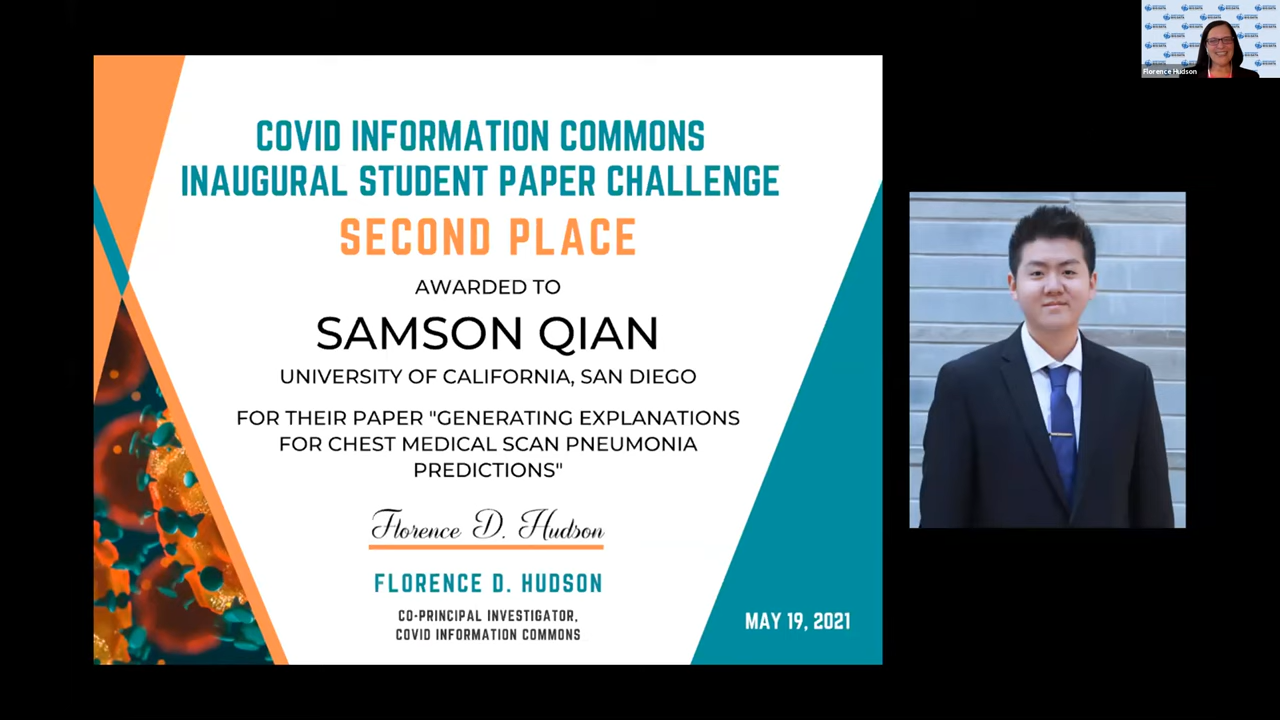 COVID INFORMATION COMMONS
INAUGURAL STUDENT PAPER CHALLENGE
SECOND PLACE
AWARDED TO
SAMSON QIAN
UNIVERSITY OF CALIFORNIA, SAN DIEGO
FOR THEIR PAPER "GENERATING EXPLANATIONS
FOR CHEST MEDICAL SCAN PNEUMONIA
PREDICTIONS"
Florence D. Hudson
FLORENCE D. HUDSON
CO-PRINCIPAL INVESTIGATOR,
COVID INFORMATION COMMONS
MAY 19, 2021
Florence Hudson